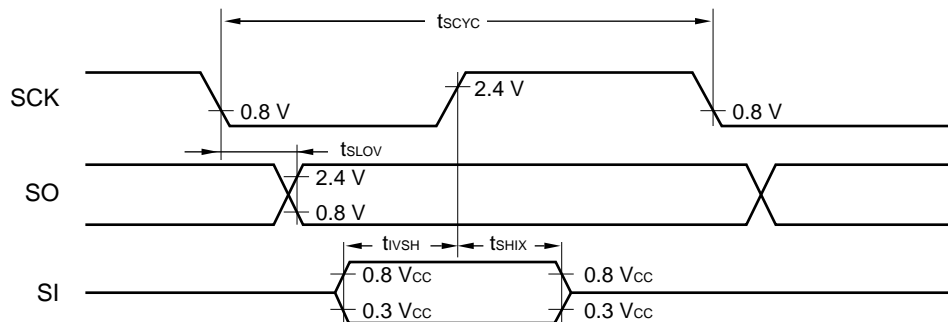 tSCYC
SCK
2.4 V
0.8 V
0.8 V
tSLOV
SO
2.4 V
0.8 V
tIVSH
tSHIX
SI
0.8 VCC
0.8 VCC
0.3 VCC
0.3 VCC